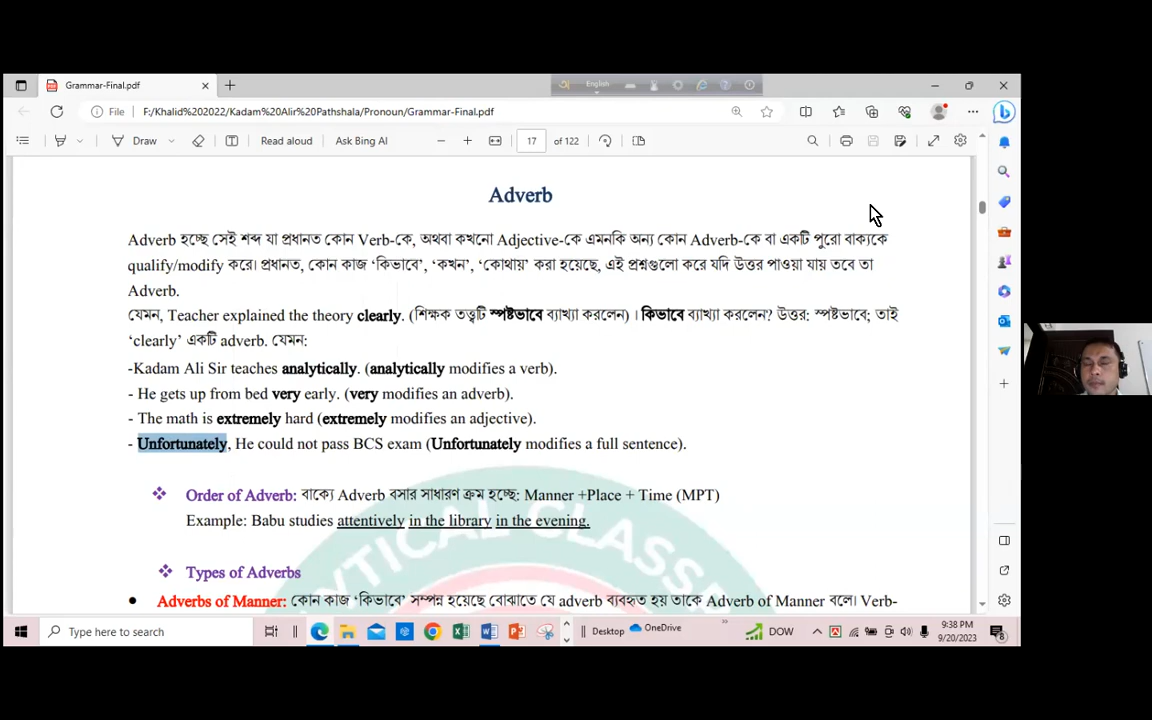 Grammar-Final.pdf
English
File
F:/Khalid%202022/Kadam%20Alir%20Pathshala/Pronoun/Grammar-Final.pdf
Draw
Read aloud
Ask Bing AI
17 of 122
Adverb
Adverb হচ্ছে সেই শব্দ যা প্রধানত কোন Verb-কে, অথবা কখনো Adjective-কে এমনকি অন্য কোন Adverb-কে বা একটি পুরো বাক্যকে
qualify/modify করে। প্রধানত, কোন কাজ ‘কিভাবে’, ‘কখন’, ‘কোথায়’ করা হয়েছে, এই প্রশ্নগুলো করে যদি উত্তর পাওয়া যায় তবে তা
Adverb.
যেমন, Teacher explained the theory clearly. (শিক্ষক তত্ত্বটি স্পষ্টভাবে ব্যাখ্যা করলেন) । কিভাবে ব্যাখ্যা করলেন? উত্তর: স্পষ্টভাবে; তাই
‘clearly’ একটি adverb. যেমন:
-Kadam Ali Sir teaches analytically. (analytically modifies a verb).
- He gets up from bed very early. (very modifies an adverb).
- The math is extremely hard (extremely modifies an adjective).
- Unfortunately, He could not pass BCS exam (Unfortunately modifies a full sentence).
❖ Order of Adverb: বাক্যে Adverb বসার সাধারণ ক্রম হচ্ছে: Manner +Place + Time (MPT)
Example: Babu studies attentively in the library in the evening.
❖ Types of Adverbs
YTICAL CLASS
● Adverbs of Manner: কোন কাজ ‘কিভাবে’ সম্পন্ন হয়েছে বোঝাতে যে adverb ব্যবহৃত হয় তাকে Adverb of Manner বলে। Verb-
Type here to search
Desktop
OneDrive
DOW
9:38 PM
9/20/2023
8